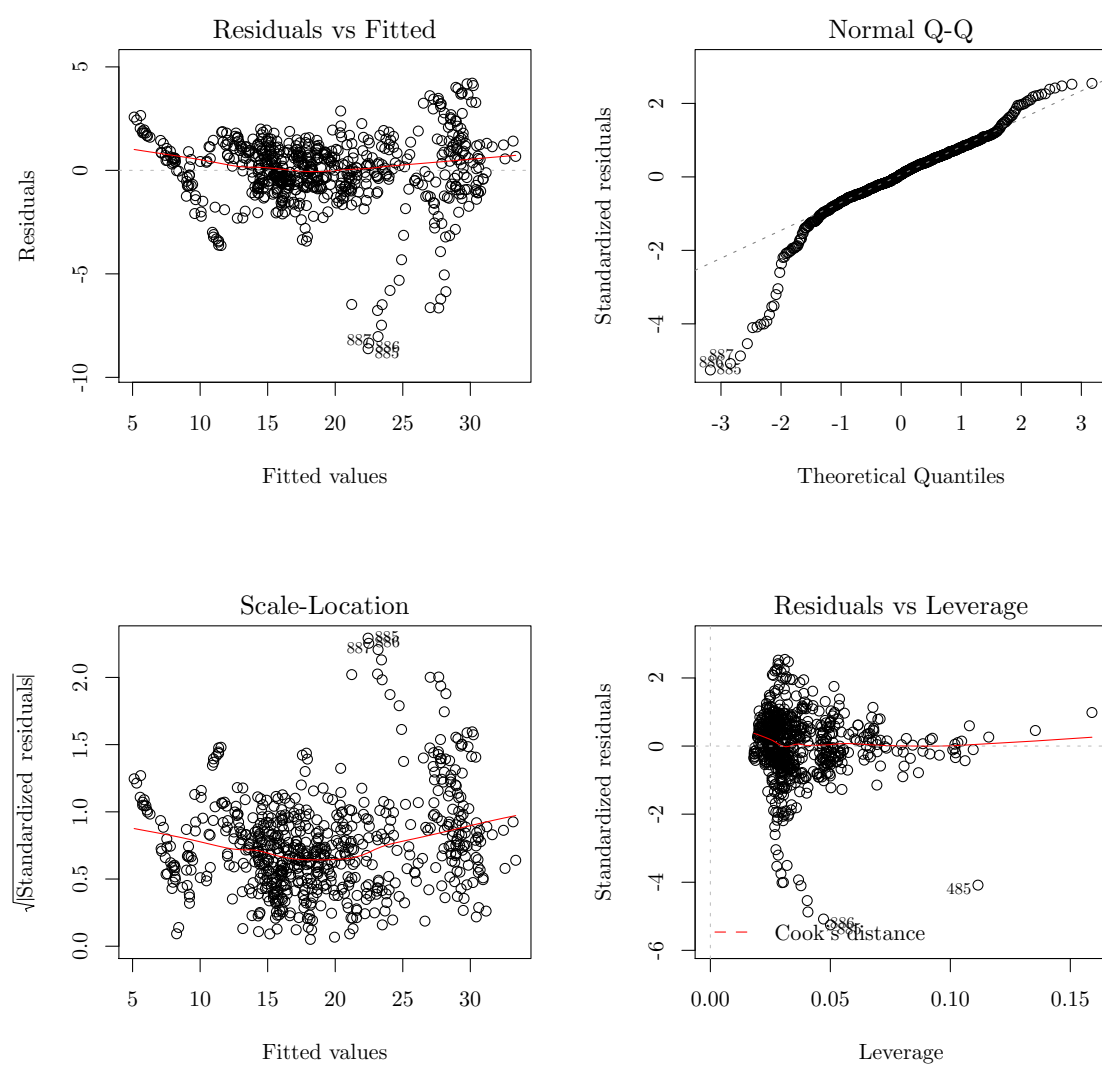 Residuals vs Fitted
Residuals
5
0
-5
-10
887
886
885
5 10 15 20 25 30
Fitted values
Normal Q-Q
Standardized residuals
2
0
-2
-4
887
886
885
-3 -2 -1 0 1 2 3
Theoretical Quantiles
Scale-Location
√|Standardized residuals|
2.0
1.5
1.0
0.5
0.0
885
887
886
5 10 15 20 25 30
Fitted values
Residuals vs Leverage
Standardized residuals
2
0
-2
-4
-6
485
886
885
Cook's distance
0.00 0.05 0.10 0.15
Leverage